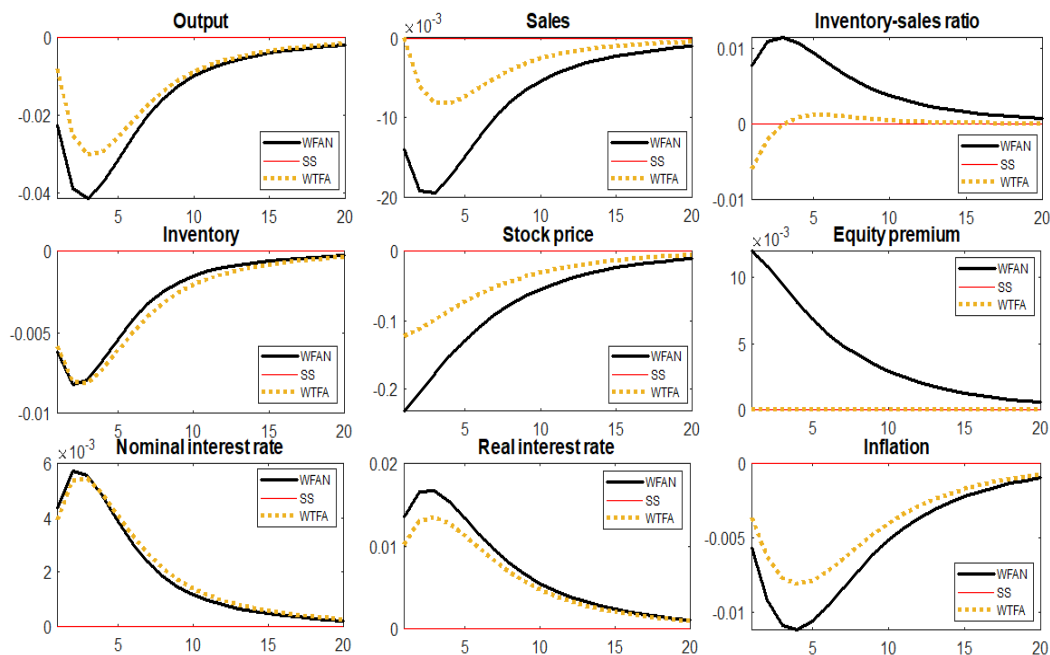 Output
0
-0.02
-0.04
WFAN
SS
WTFA
5
10
15
20
Sales
×10-3
0
-10
-20
WFAN
SS
WTFA
5
10
15
20
Inventory-sales ratio
0.01
0
-0.01
WFAN
SS
WTFA
5
10
15
20
Inventory
0
-0.005
-0.01
WFAN
SS
WTFA
5
10
15
20
Stock price
0
-0.1
-0.2
WFAN
SS
WTFA
5
10
15
20
Equity premium
×10-3
10
5
0
WFAN
SS
WTFA
5
10
15
20
Nominal interest rate
×10-3
6
4
2
0
WFAN
SS
WTFA
5
10
15
20
Real interest rate
0.02
0.01
0
WFAN
SS
WTFA
5
10
15
20
Inflation
0
-0.005
-0.01
WFAN
SS
WTFA
5
10
15
20